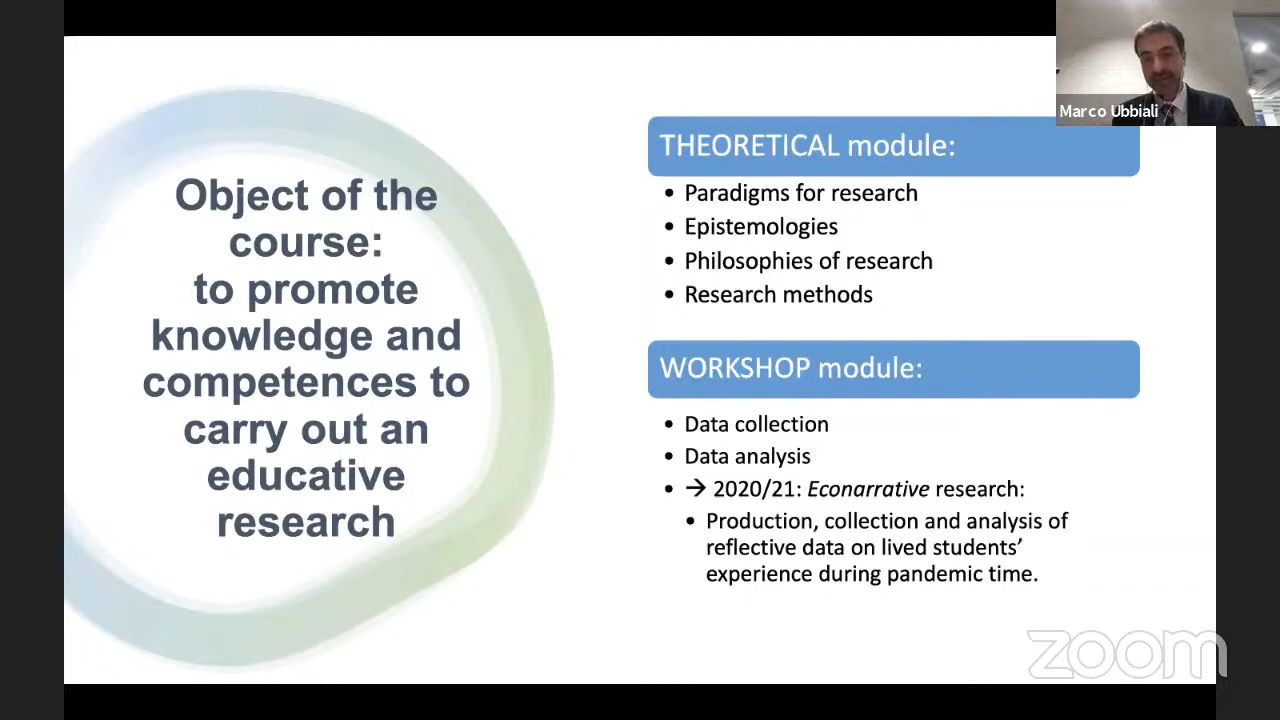 Object of the
course:
to promote
knowledge and
competences to
carry out an
educative
research
THEORETICAL module:
• Paradigms for research
• Epistemologies
• Philosophies of research
• Research methods
WORKSHOP module:
• Data collection
• Data analysis
• → 2020/21: Econarrative research:
• Production, collection and analysis of
reflective data on lived students’
experience during pandemic time.
Marco Ubbiali
zoom